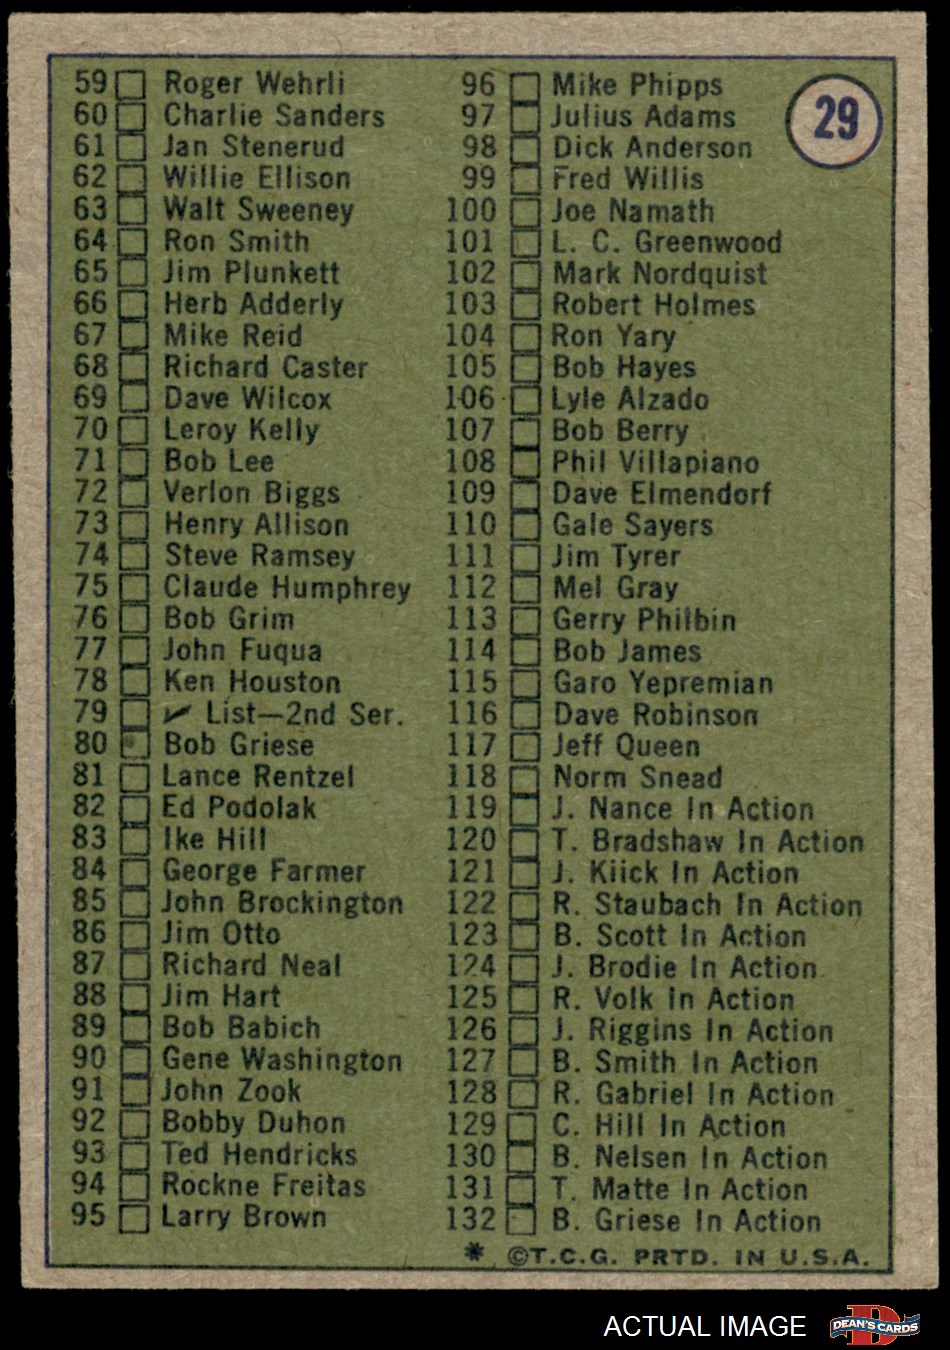 29
59 Roger Wehrli
60 Charlie Sanders
61 Jan Stenerud
62 Willie Ellison
63 Walt Sweeney
64 Ron Smith
65 Jim Plunkett
66 Herb Adderly
67 Mike Reid
68 Richard Caster
69 Dave Wilcox
70 Leroy Kelly
71 Bob Lee
72 Verlon Biggs
73 Henry Allison
74 Steve Ramsey
75 Claude Humphrey
76 Bob Grim
77 John Fuqua
78 Ken Houston
79 ✓ List—2nd Ser.
80 Bob Griese
81 Lance Rentzel
82 Ed Podolak
83 Ike Hill
84 George Farmer
85 John Brockington
86 Jim Otto
87 Richard Neal
88 Jim Hart
89 Bob Babich
90 Gene Washington
91 John Zook
92 Bobby Duhon
93 Ted Hendricks
94 Rockne Freitas
95 Larry Brown
96 Mike Phipps
97 Julius Adams
98 Dick Anderson
99 Fred Willis
100 Joe Namath
101 L. C. Greenwood
102 Mark Nordquist
103 Robert Holmes
104 Ron Yary
105 Bob Hayes
106 Lyle Alzado
107 Bob Berry
108 Phil Villapiano
109 Dave Elmendorf
110 Gale Sayers
111 Jim Tyrer
112 Mel Gray
113 Gerry Philbin
114 Bob James
115 Garo Yepremian
116 Dave Robinson
117 Jeff Queen
118 Norm Snead
119 J. Nance In Action
120 T. Bradshaw In Action
121 J. Kiick In Action
122 R. Staubach In Action
123 B. Scott In Action
124 J. Brodie In Action
125 R. Volk In Action
126 J. Riggins In Action
127 B. Smith In Action
128 R. Gabriel In Action
129 C. Hill In Action
130 B. Nelsen In Action
131 T. Matte In Action
132 B. Griese In Action
* ©T.C.G. PRTD. IN U.S.A.
ACTUAL IMAGE
D
DEAN'S CARDS